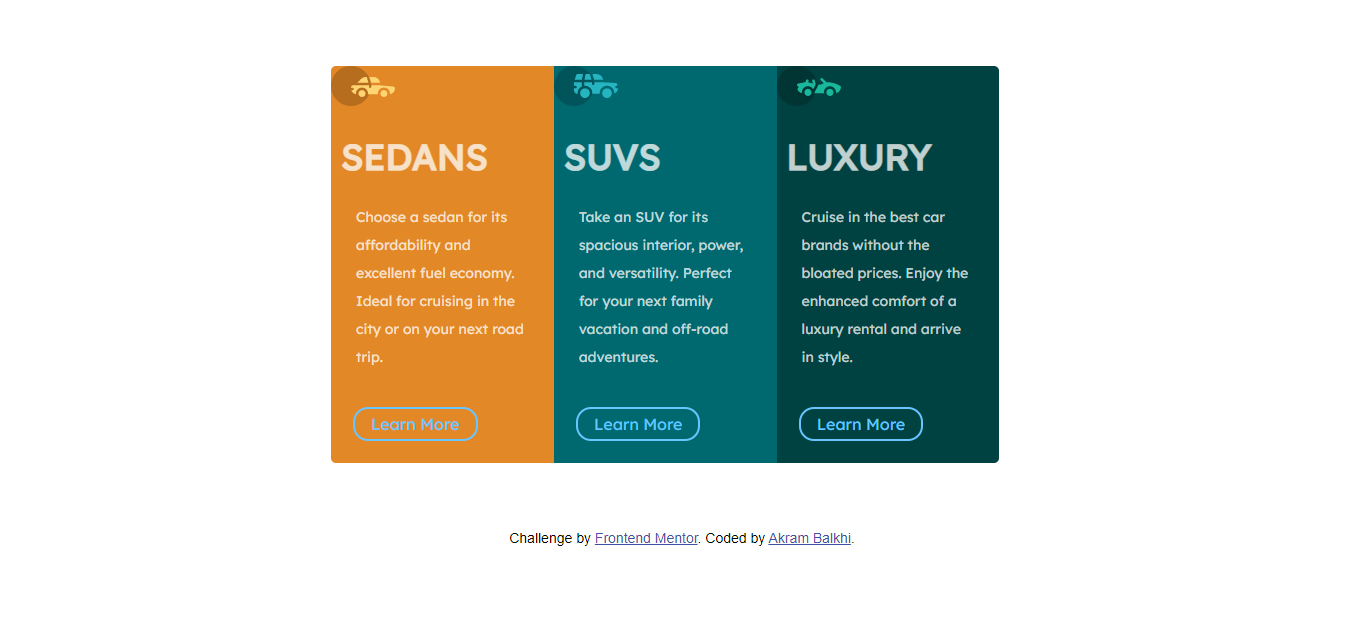 SEDANS
Choose a sedan for its
affordability and
excellent fuel economy.
Ideal for cruising in the
city or on your next road
trip.
Learn More
SUVS
Take an SUV for its
spacious interior, power,
and versatility. Perfect
for your next family
vacation and off-road
adventures.
Learn More
LUXURY
Cruise in the best car
brands without the
bloated prices. Enjoy the
enhanced comfort of a
luxury rental and arrive
in style.
Learn More
Challenge by Frontend Mentor. Coded by Akram Balkhi.